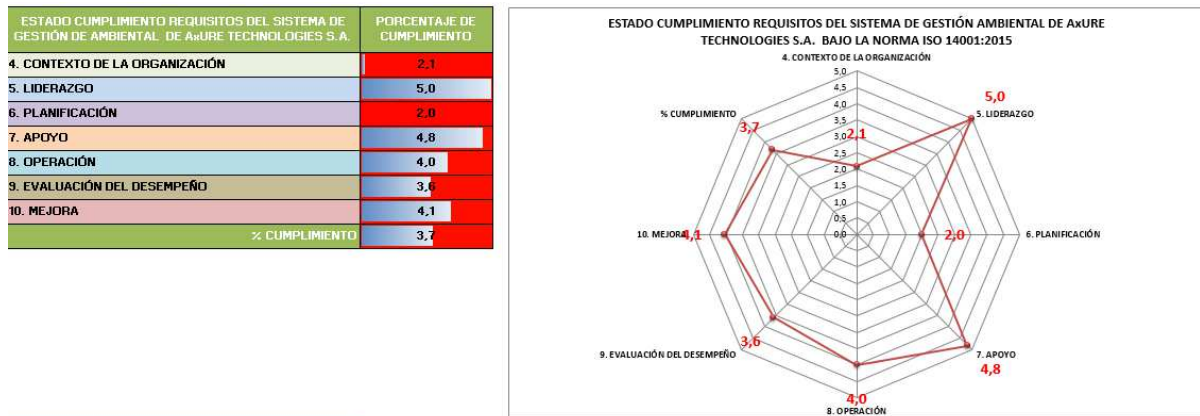 ESTADO CUMPLIMIENTO REQUISITOS DEL SISTEMA DE
GESTIÓN DE AMBIENTAL DE AxURE TECHNOLOGIES S.A.
PORCENTAJE DE
CUMPLIMIENTO
4. CONTEXTO DE LA ORGANIZACIÓN 2,1
5. LIDERAZGO 5,0
6. PLANIFICACIÓN 2,0
7. APOYO 4,8
8. OPERACIÓN 4,0
9. EVALUACIÓN DEL DESEMPEÑO 3,6
10. MEJORA 4,1
% CUMPLIMIENTO 3,7
ESTADO CUMPLIMIENTO REQUISITOS DEL SISTEMA DE GESTIÓN AMBIENTAL DE AxURE
TECHNOLOGIES S.A. BAJO LA NORMA ISO 14001:2015
4. CONTEXTO DE LA ORGANIZACIÓN
5,0
4,5
4,0
3,5
3,0
2,5
2,0
1,5
1,0
0,5
0,0
2,1
5,0
5. LIDERAZGO
2,0
6. PLANIFICACIÓN
7. APOYO
4,8
4,0
8. OPERACIÓN
3,6
9. EVALUACIÓN DEL DESEMPEÑO
10. MEJORA
4,1
% CUMPLIMIENTO
3,7